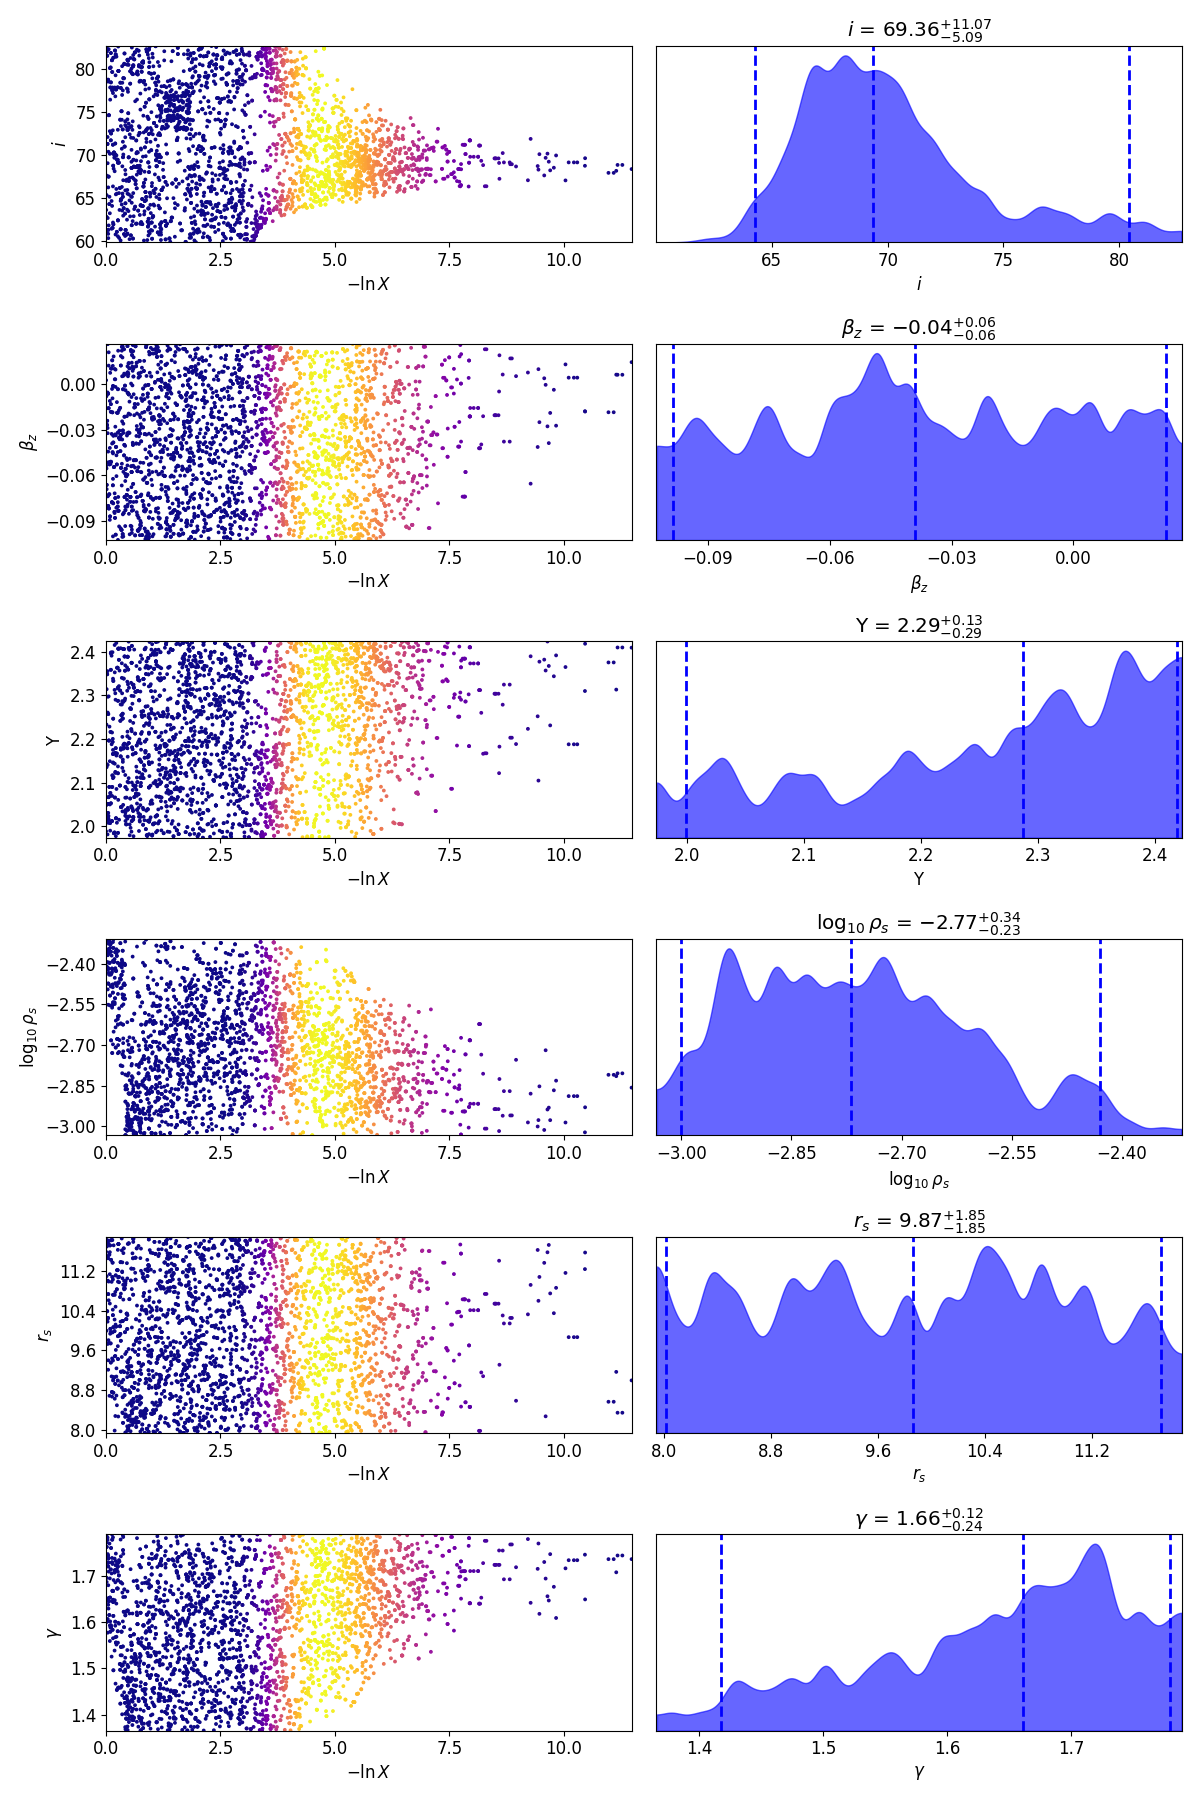 i = 69.36+11.07−5.09
80
75
70
65
60
i
0.0 2.5 5.0 7.5 10.0
65 70 75 80
−ln X
i
βz = −0.04+0.06−0.06
0.00
−0.03
−0.06
−0.09
βz
0.0 2.5 5.0 7.5 10.0
−0.09 −0.06 −0.03 0.00
−ln X
βz
Y = 2.29+0.13−0.29
2.4
2.3
2.2
2.1
2.0
Y
0.0 2.5 5.0 7.5 10.0
2.0 2.1 2.2 2.3 2.4
−ln X
Y
log10 ρs = −2.77+0.34−0.23
−2.40
−2.55
−2.70
−2.85
−3.00
log10 ρs
0.0 2.5 5.0 7.5 10.0
−3.00 −2.85 −2.70 −2.55 −2.40
−ln X
log10 ρs
rs = 9.87+1.85−1.85
11.2
10.4
9.6
8.8
8.0
rs
0.0 2.5 5.0 7.5 10.0
8.0 8.8 9.6 10.4 11.2
−ln X
rs
γ = 1.66+0.12−0.24
1.7
1.6
1.5
1.4
γ
0.0 2.5 5.0 7.5 10.0
1.4 1.5 1.6 1.7
−ln X
γ